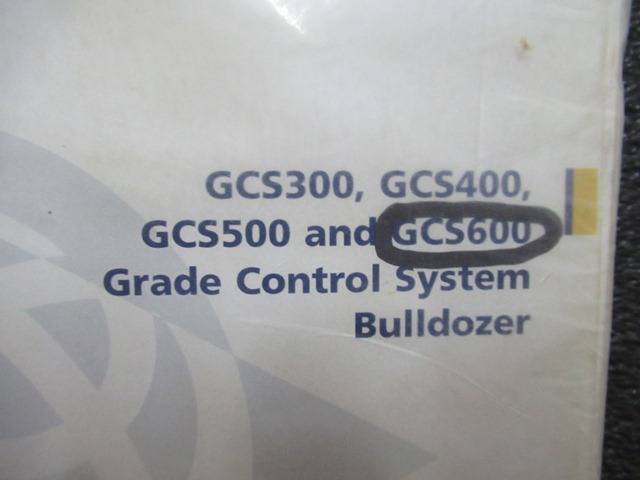 GCS300, GCS400,
GCS500 and GCS600
Grade Control System
Bulldozer